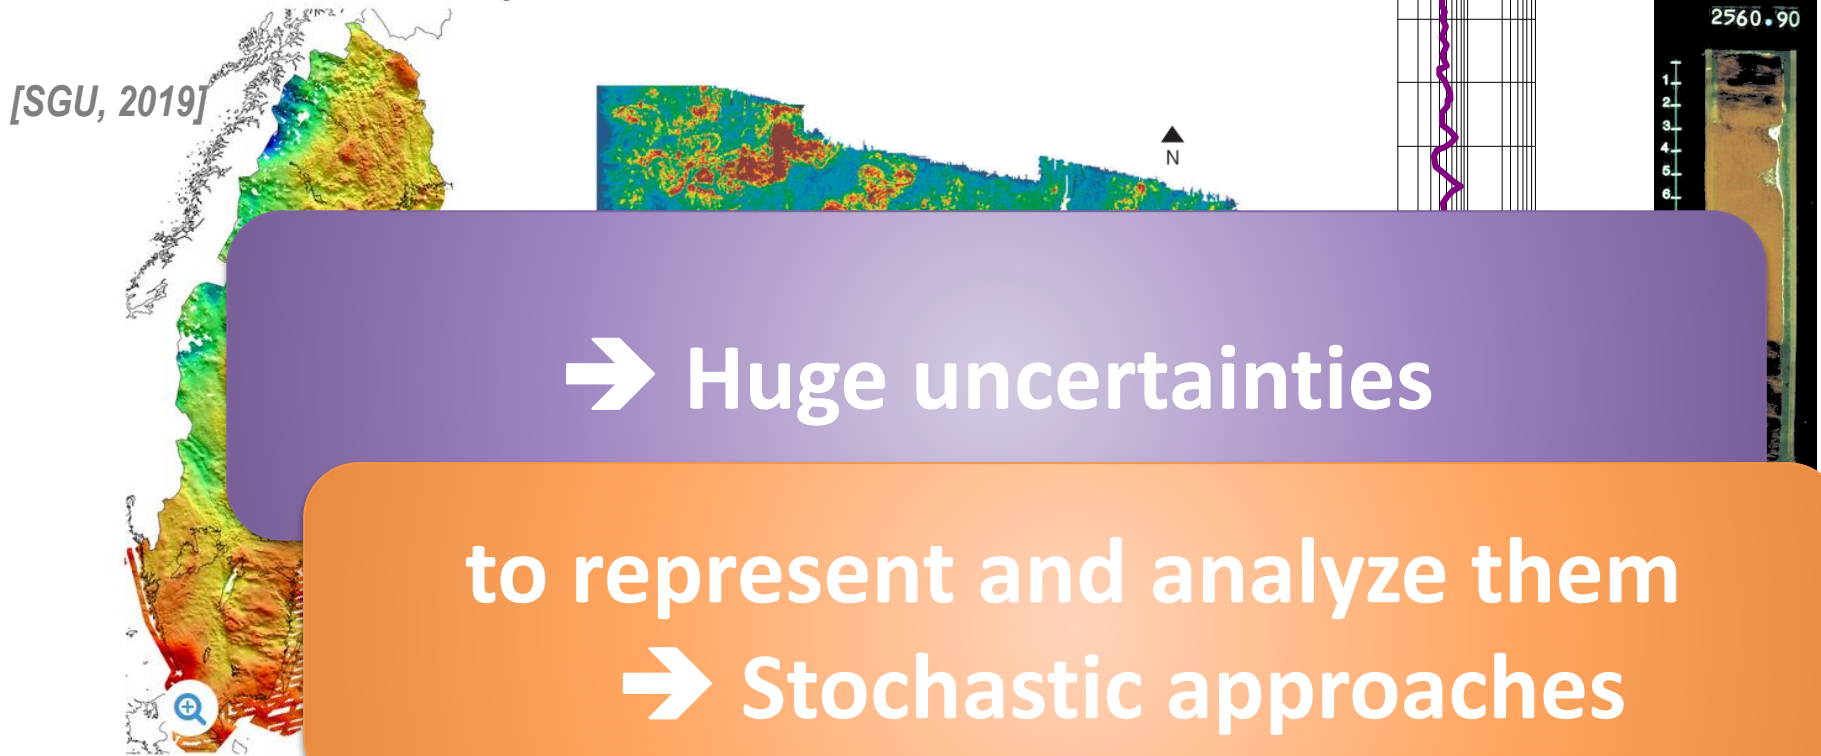 2560.90
[SGU, 2019]
1
2
3
4
5
6
N
➔ Huge uncertainties
to represent and analyze them
➔ Stochastic approaches